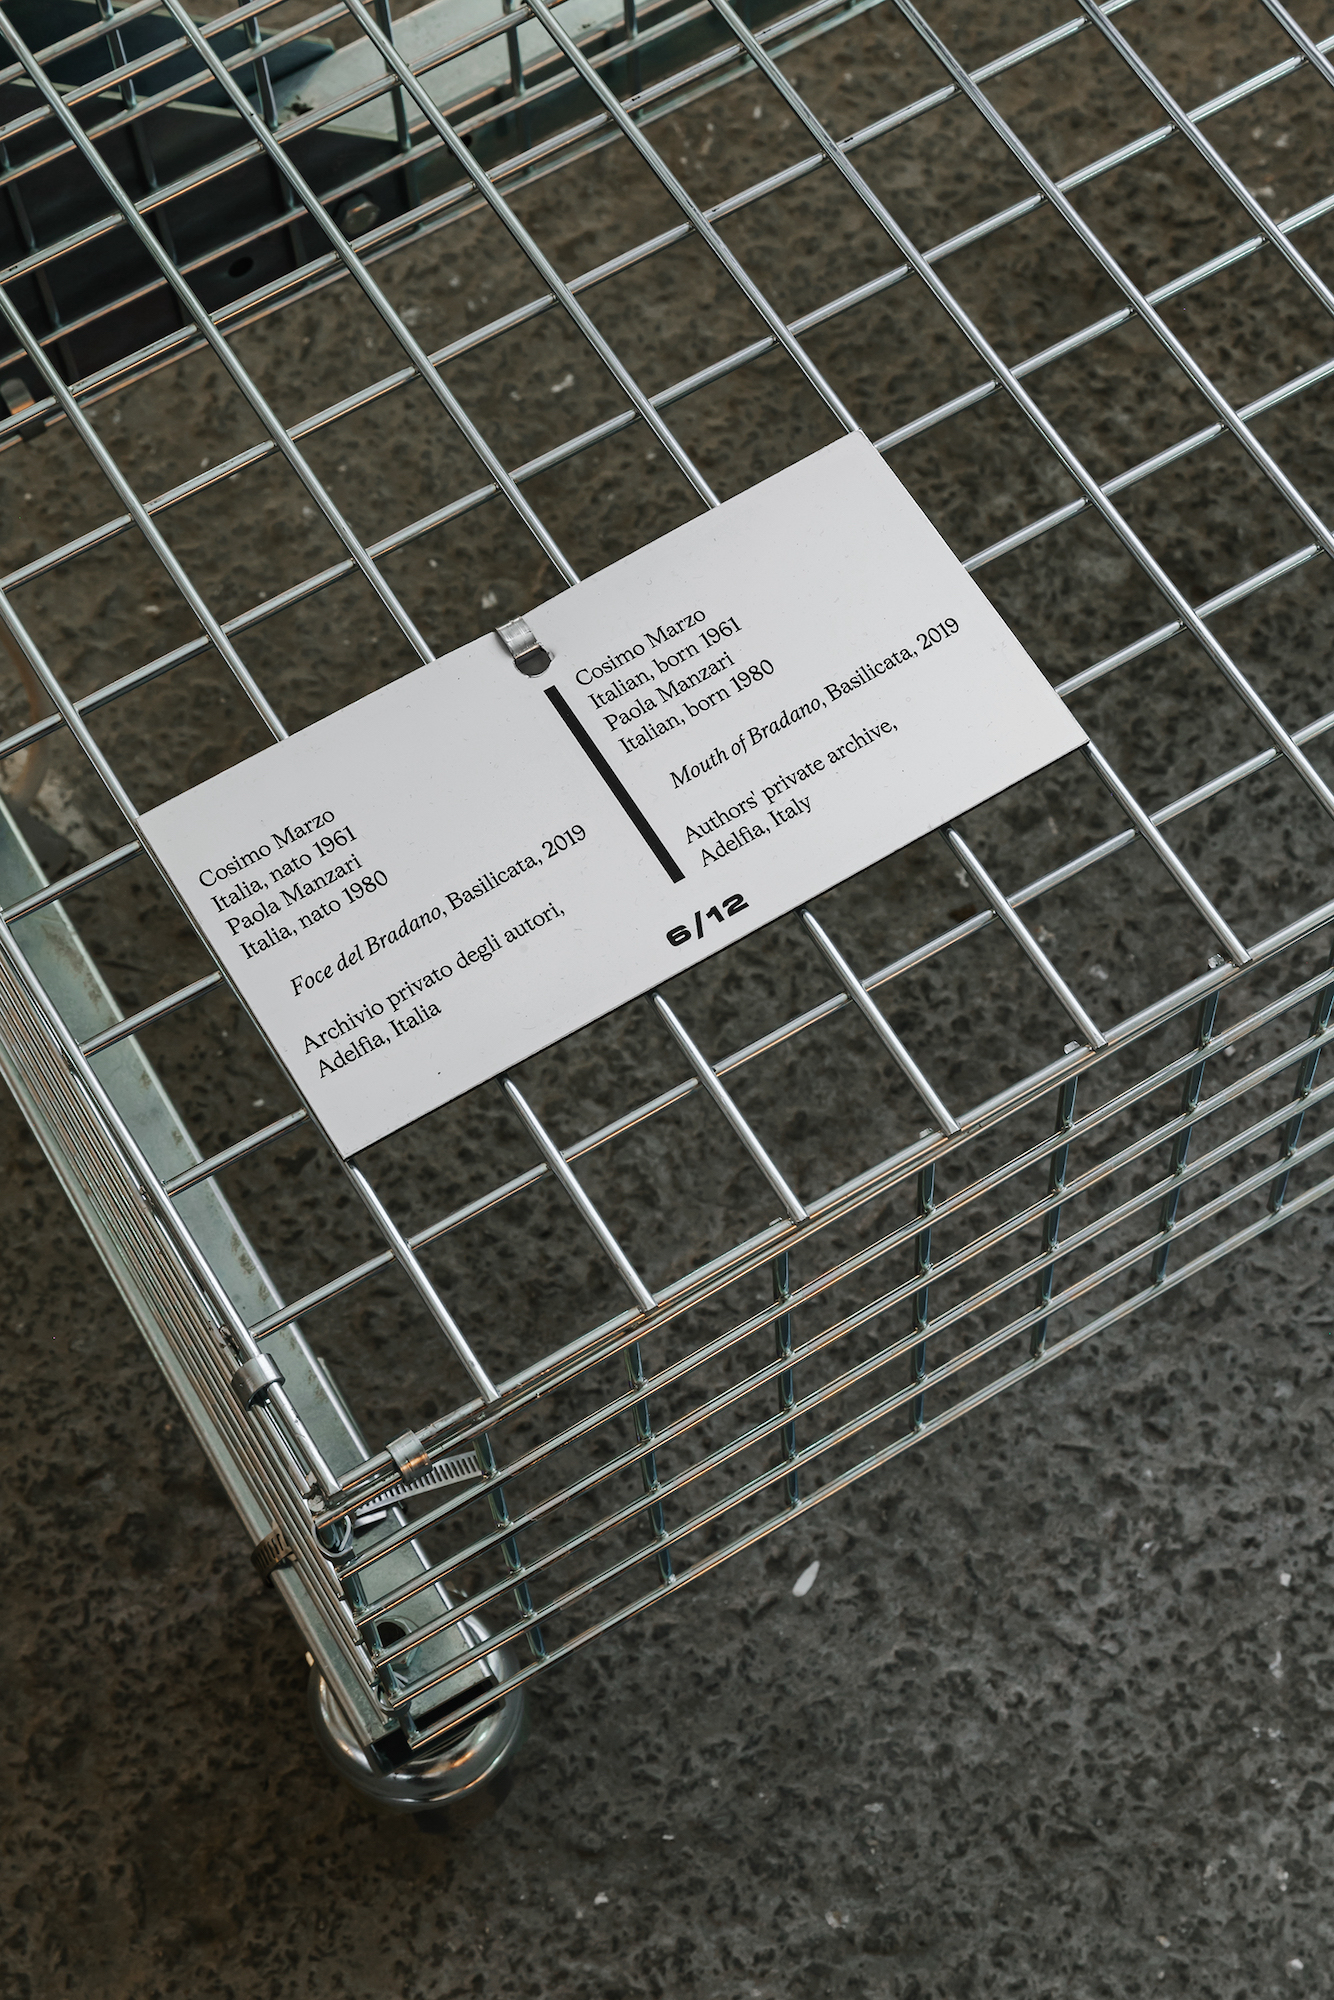 Cosimo Marzo
Italia, nato 1961
Paola Manzari
Italia, nato 1980
Foce del Bradano, Basilicata, 2019
Archivio privato degli autori,
Adelfia, Italia
Cosimo Marzo
Italian, born 1961
Paola Manzari
Italian, born 1980
Mouth of Bradano, Basilicata, 2019
Authors' private archive,
Adelfia, Italy
6/12